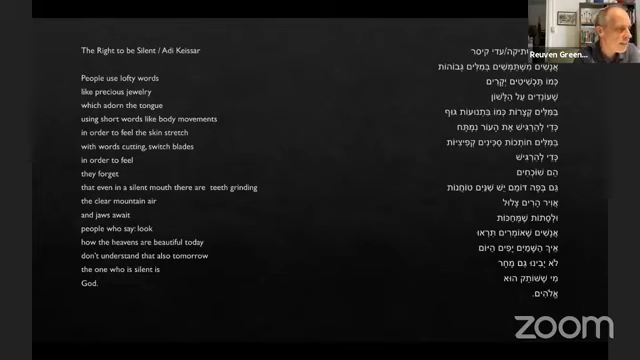 The Right to be Silent / Adi Keissar
People use lofty words
like precious jewelry
which adorn the tongue
using short words like body movements
in order to feel the skin stretch
with words cutting, switch blades
in order to feel
they forget
that even in a silent mouth there are teeth grinding
the clear mountain air
and jaws await
people who say: look
how the heavens are beautiful today
don't understand that also tomorrow
the one who is silent is
God.
עדי קיסר
אֲנָשִׁים מִשְׁתַּמְּשִׁים בְּמִלִּים גְּבוֹהוֹת
כְּמוֹ תַּכְשִׁיטִים יְקָרִים
שֶׁעוֹנְדִים עַל הַלָּשׁוֹן
בְּמִלִּים קְצָרוֹת כְּמוֹ בִּתְנוּעוֹת גּוּף
כְּדֵי לְהַרְגִּישׁ אֶת הָעוֹר נִמְתָּח
בְּמִלִּים חוֹתְכוֹת סַכִּינִים קְפִיצִיּוֹת
כְּדֵי לְהַרְגִּישׁ
הֵם שׁוֹכְחִים
גַּם בְּפֶה דּוֹמֵם יֵשׁ שִׁנַּיִם טוֹחֲנוֹת
אֲוִיר הָרִים צָלוּל
וּלְסָתוֹת שֶׁמְּחַכּוֹת
אֲנָשִׁים שֶׁאוֹמְרִים תִּרְאוּ
אֵיךְ הַשָּׁמַיִם יָפִים הַיּוֹם
לֹא יָבִינוּ גַּם מָחָר
מִי שֶׁשּׁוֹתֵק הוּא
אֱלֹהִים.
Reuven Green...
zoom